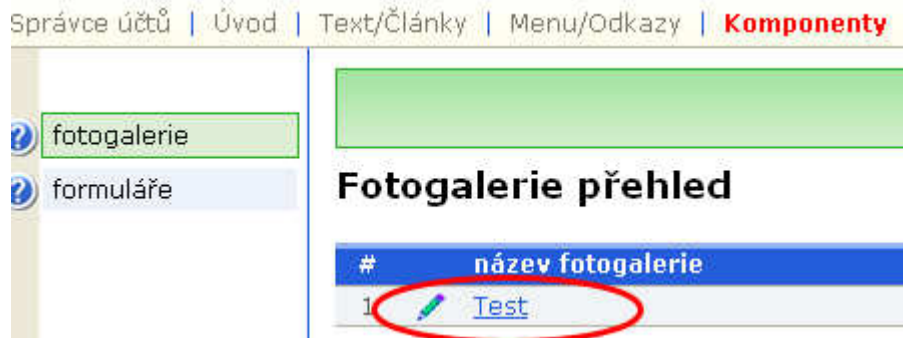 Správce účtů | Úvod | Text/Články | Menu/Odkazy | Komponenty
fotogalerie
formuláře
Fotogalerie přehled
# název fotogalerie
1 Test